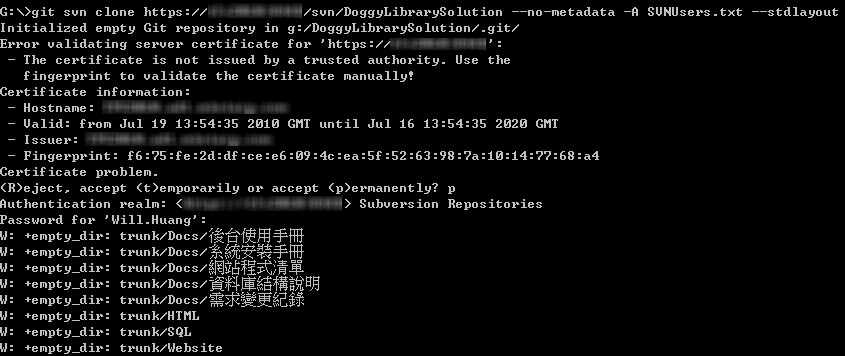 G:\>git svn clone https:// /svn/DoggyLibrarySolution --no-metadata -A SVNUsers.txt --stdlayout
Initialized empty Git repository in g:/DoggyLibrarySolution/.git/
Error validating server certificate for 'https:// ':
- The certificate is not issued by a trusted authority. Use the
fingerprint to validate the certificate manually!
Certificate information:
- Hostname:
- Valid: from Jul 19 13:54:35 2010 GMT until Jul 16 13:54:35 2020 GMT
- Issuer:
- Fingerprint: f6:75:fe:2d:df:ce:e6:09:4c:ea:5f:52:63:98:7a:10:14:77:68:a4
Certificate problem.
(R)eject, accept (t)emporarily or accept (p)ermanently? p
Authentication realm: < > Subversion Repositories
Password for 'Will.Huang':
W: +empty_dir: trunk/Docs/後台使用手冊
W: +empty_dir: trunk/Docs/系統安裝手冊
W: +empty_dir: trunk/Docs/網站程式清單
W: +empty_dir: trunk/Docs/資料庫結構說明
W: +empty_dir: trunk/Docs/需求變更紀錄
W: +empty_dir: trunk/HTML
W: +empty_dir: trunk/SQL
W: +empty_dir: trunk/Website